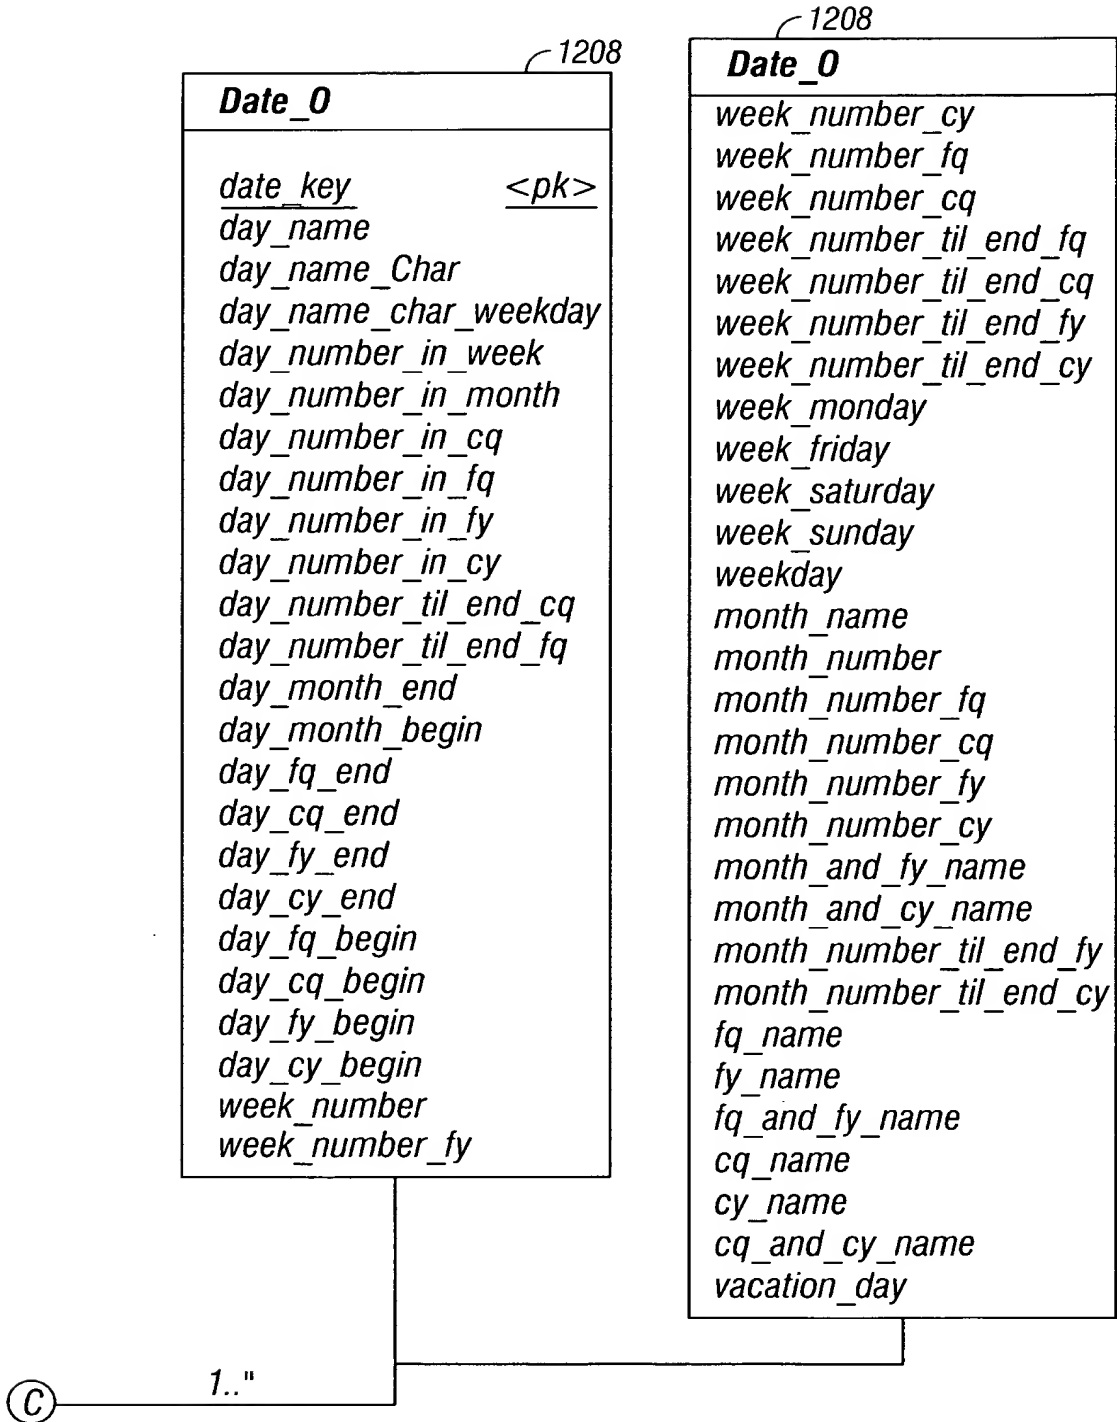 1208
Date_0
date_key <pk>
day_name
day_name_Char
day_name_char_weekday
day_number_in_week
day_number_in_month
day_number_in_cq
day_number_in_fq
day_number_in_fy
day_number_in_cy
day_number_til_end_cq
day_number_til_end_fq
day_month_end
day_month_begin
day_fq_end
day_cq_end
day_fy_end
day_cy_end
day_fq_begin
day_cq_begin
day_fy_begin
day_cy_begin
week_number
week_number_fy
1208
Date_0
week_number_cy
week_number_fq
week_number_cq
week_number_til_end_fq
week_number_til_end_cq
week_number_til_end_fy
week_number_til_end_cy
week_monday
week_friday
week_saturday
week_sunday
weekday
month_name
month_number
month_number_fq
month_number_cq
month_number_fy
month_number_cy
month_and_fy_name
month_and_cy_name
month_number_til_end_fy
month_number_til_end_cy
fq_name
fy_name
fq_and_fy_name
cq_name
cy_name
cq_and_cy_name
vacation_day
C
1.."